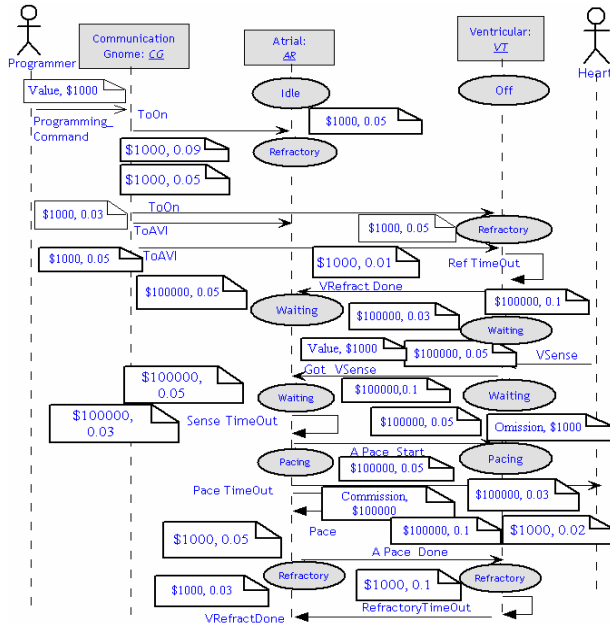 Communication
Gnome: CG
Atrial:
AR
Ventricular:
VT
Programmer
Heart
Value, $1000
Idle
Off
Programming_
Command
ToOn
$1000, 0.05
$1000, 0.09
Refractory
$1000, 0.05
$1000, 0.03
ToOn
ToAVI
$1000, 0.05
Refractory
$1000, 0.05
ToAVI
$1000, 0.01
Ref TimeOut
$100000, 0.05
VRefract Done
$100000, 0.1
Waiting
$100000, 0.03
Waiting
Value, $1000
$100000, 0.05
VSense
Got VSense
$100000,
0.05
Waiting
$100000,0.1
Waiting
$100000,
0.03
Sense TimeOut
$100000, 0.05
Omission, $1000
A Pace Start
Pacing
$100000, 0.05
Pacing
Pace TimeOut
Commission,
$100000
$100000, 0.03
Pace
$100000, 0.1
$1000, 0.02
$1000, 0.05
A Pace Done
Refractory
$1000, 0.1
Refractory
$1000, 0.03
RefractoryTimeOut
VRefractDone